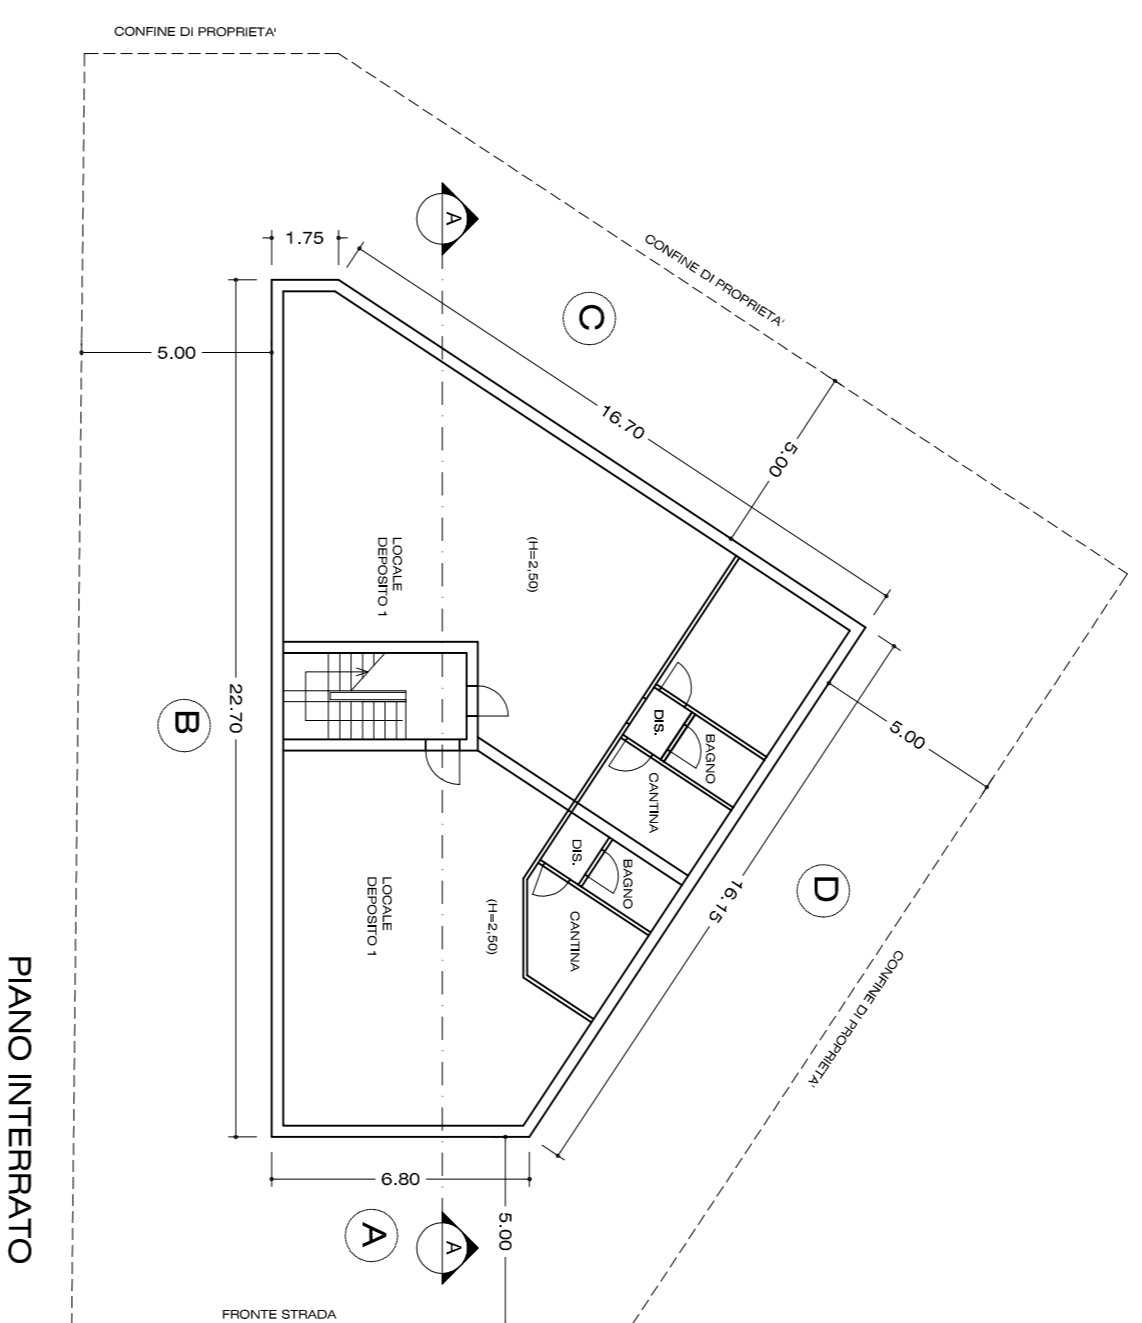 CONFINE DI PROPRIETA'
A
1.75
CONFINE DI PROPRIETA'
C
5.00
16.70
5.00
LOCALE
DEPOSITO 1
(H=2,50)
22.70
B
DIS.
BAGNO
CANTINA
5.00
DIS.
BAGNO
CANTINA
16.15
D
LOCALE
DEPOSITO 1
(H=2,50)
CONFINE DI PROPRIETA'
6.80
A
A
5.00
FRONTE STRADA
PIANO INTERRATO